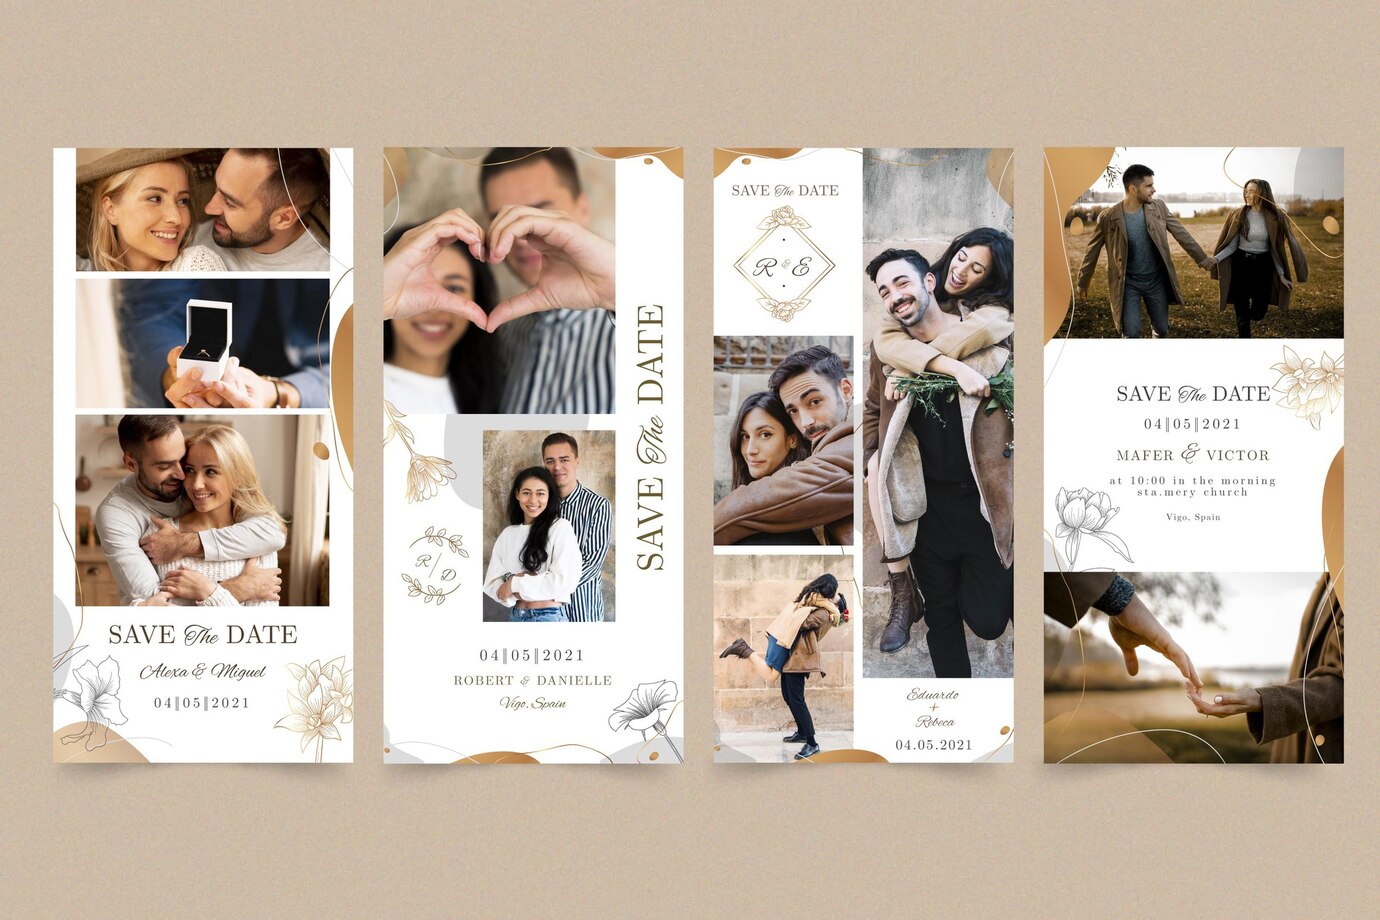 SAVE The DATE
Alexa & Miguel
04||05||2021
SAVE The DATE
R/D
04||05||2021
ROBERT & DANIELLE
Vigo, Spain
SAVE The DATE
R & E
Eduardo
+
Rebeca
04.05.2021
SAVE The DATE
04||05||2021
MAFER & VICTOR
at 10:00 in the morning
sta.mery church
Vigo, Spain